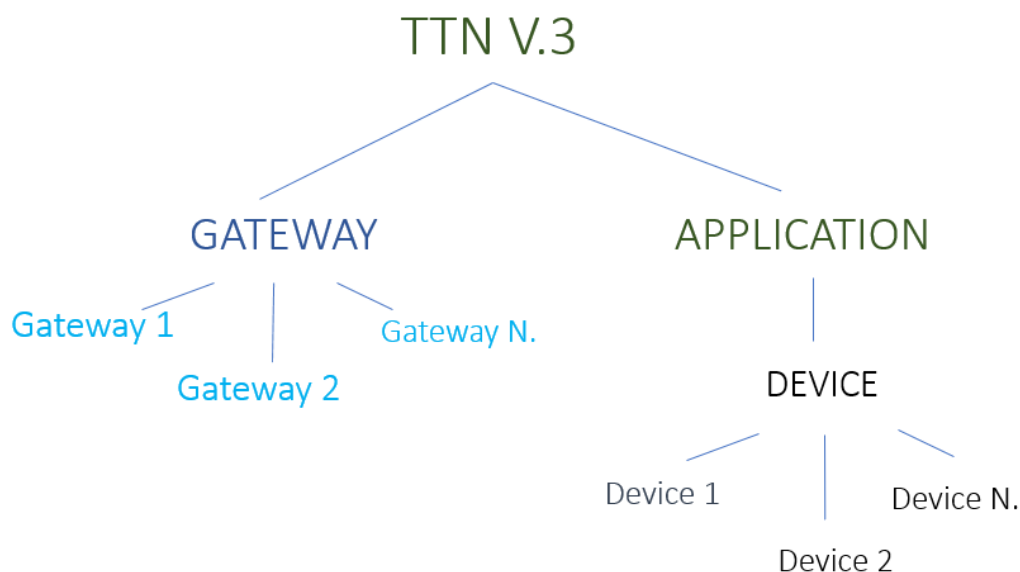 TTN V.3
GATEWAY
APPLICATION
Gateway 1
Gateway 2
Gateway N.
DEVICE
Device 1
Device 2
Device N.